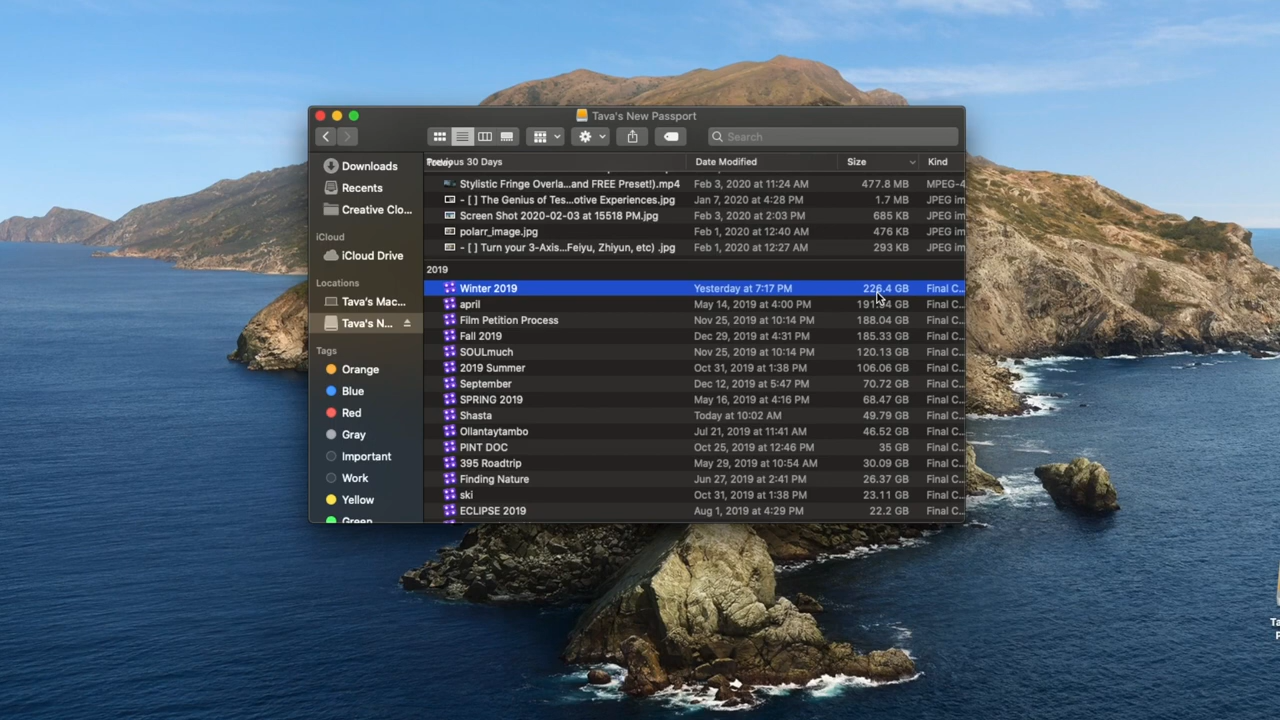 Tava's New Passport
Search
Downloads
Recents
Creative Clo...
iCloud
iCloud Drive
Locations
Tava's Mac...
Tava's N...
Tags
Orange
Blue
Red
Gray
Important
Work
Yellow
Green
Previous 30 Days Date Modified Size Kind
Stylistic Fringe Overla...and FREE Preset!).mp4 Feb 3, 2020 at 11:24 AM 477.8 MB MPEG-4
- [ ] The Genius of Tes...otive Experiences.jpg Jan 7, 2020 at 4:28 PM 1.7 MB JPEG im
Screen Shot 2020-02-03 at 15518 PM.jpg Feb 3, 2020 at 2:03 PM 685 KB JPEG im
polarr_image.jpg Feb 1, 2020 at 12:40 AM 476 KB JPEG im
- [ ] Turn your 3-Axis...Feiyu, Zhiyun, etc) .jpg Feb 1, 2020 at 12:27 AM 293 KB JPEG im
2019
Winter 2019 Yesterday at 7:17 PM 226.4 GB Final C...
april May 14, 2019 at 4:00 PM GB Final C...
Film Petition Process Nov 25, 2019 at 10:14 PM 188.04 GB Final C...
Fall 2019 Dec 29, 2019 at 4:31 PM 185.33 GB Final C...
SOULmuch Nov 25, 2019 at 10:14 PM 120.13 GB Final C...
2019 Summer Oct 31, 2019 at 1:38 PM 106.06 GB Final C...
September Dec 12, 2019 at 5:47 PM 70.72 GB Final C...
SPRING 2019 May 16, 2019 at 4:16 PM 68.47 GB Final C...
Shasta Today at 10:02 AM 49.79 GB Final C...
Ollantaytambo Jul 21, 2019 at 11:41 AM 46.52 GB Final C...
PINT DOC Oct 25, 2019 at 12:46 PM 35 GB Final C...
395 Roadtrip May 29, 2019 at 10:54 AM 30.09 GB Final C...
Finding Nature Jun 27, 2019 at 2:41 PM 26.37 GB Final C...
ski Oct 31, 2019 at 1:38 PM 23.11 GB Final C...
ECLIPSE 2019 Aug 1, 2019 at 4:29 PM 22.2 GB Final C...